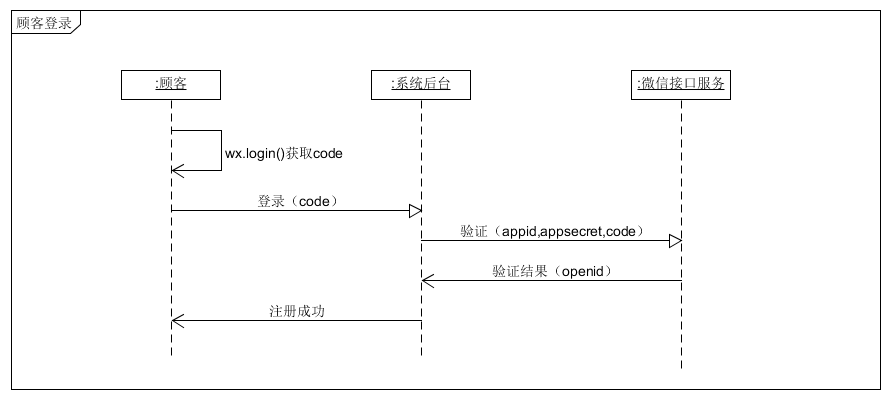 顾客登录
:顾客
:系统后台
:微信接口服务
wx.login()获取code
登录（code）
验证（appid,appsecret,code）
验证结果（openid）
注册成功